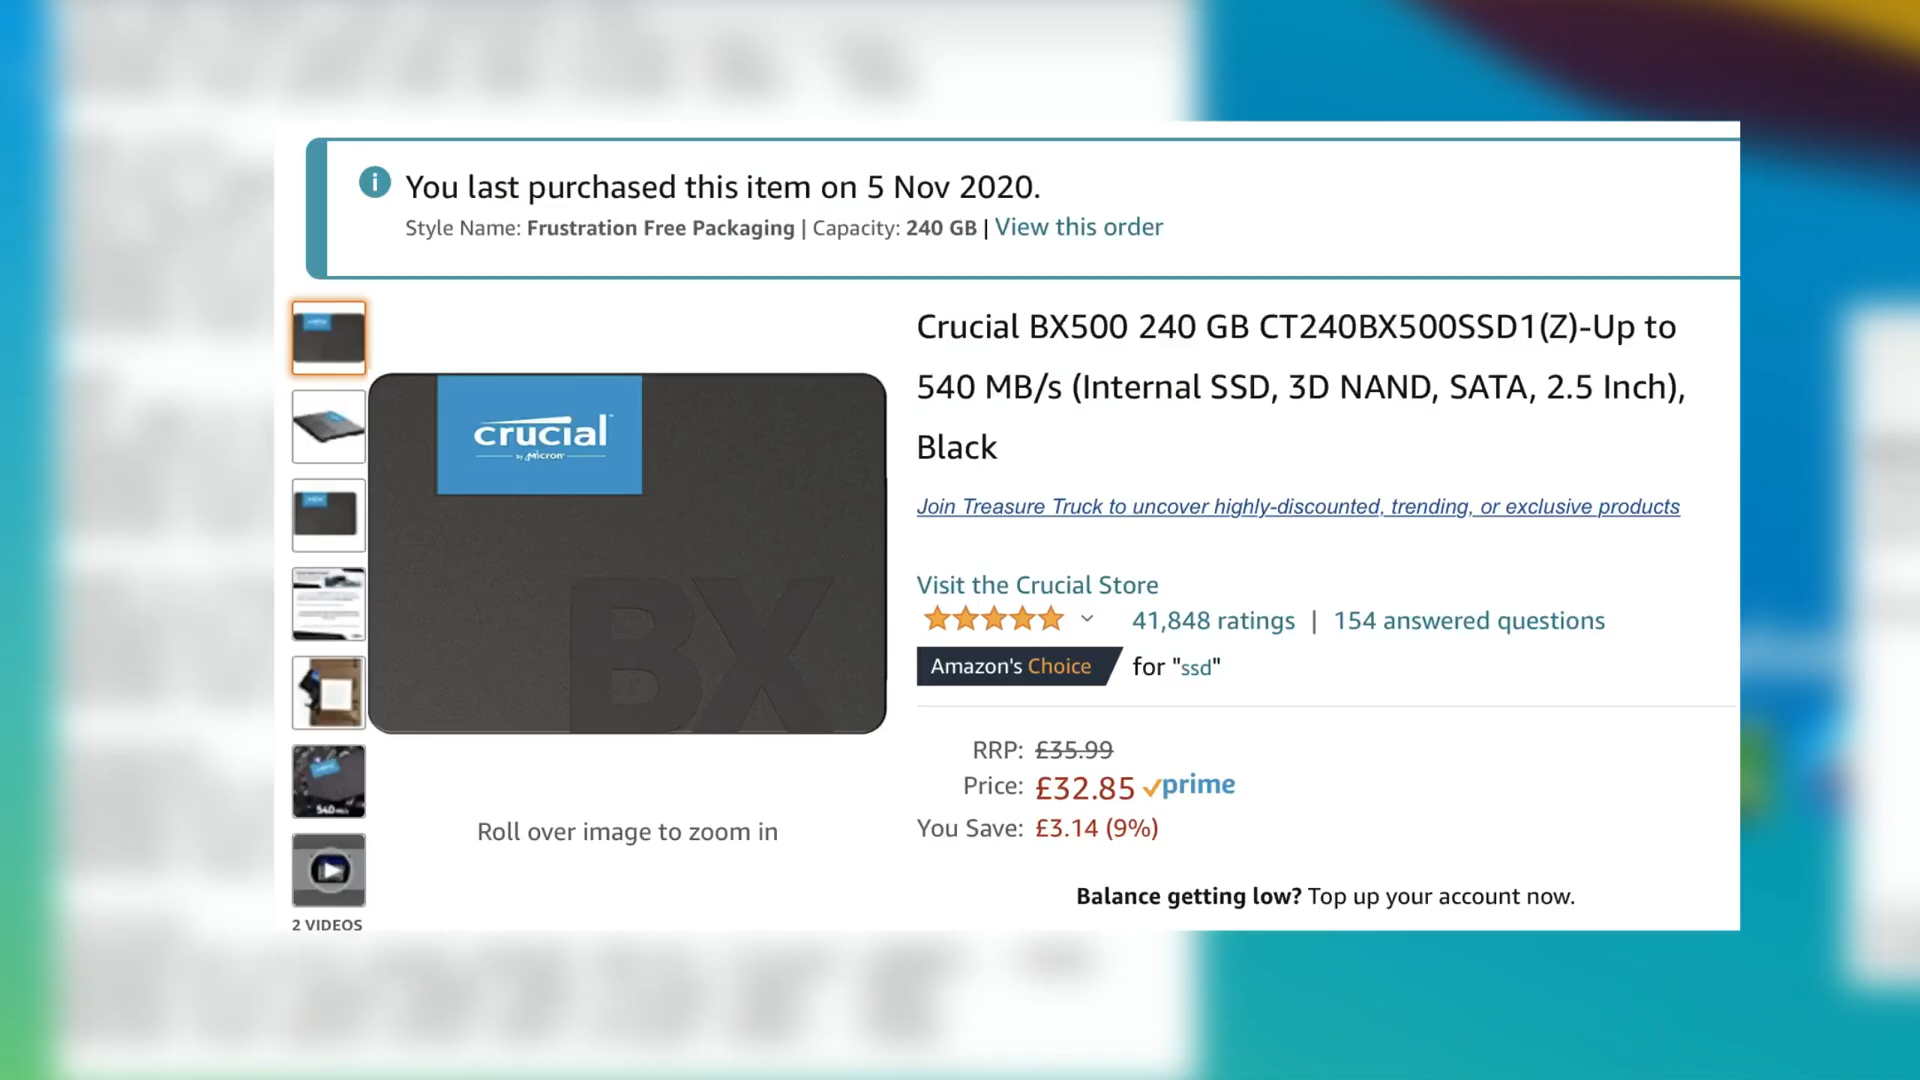 You last purchased this item on 5 Nov 2020.
Style Name: Frustration Free Packaging | Capacity: 240 GB | View this order
crucial
by Micron
BX
Roll over image to zoom in
2 VIDEOS
Crucial BX500 240 GB CT240BX500SSD1(Z)-Up to
540 MB/s (Internal SSD, 3D NAND, SATA, 2.5 Inch),
Black
Join Treasure Truck to uncover highly-discounted, trending, or exclusive products
Visit the Crucial Store
41,848 ratings | 154 answered questions
Amazon's Choice for "ssd"
RRP: £35.99
Price: £32.85 prime
You Save: £3.14 (9%)
Balance getting low? Top up your account now.